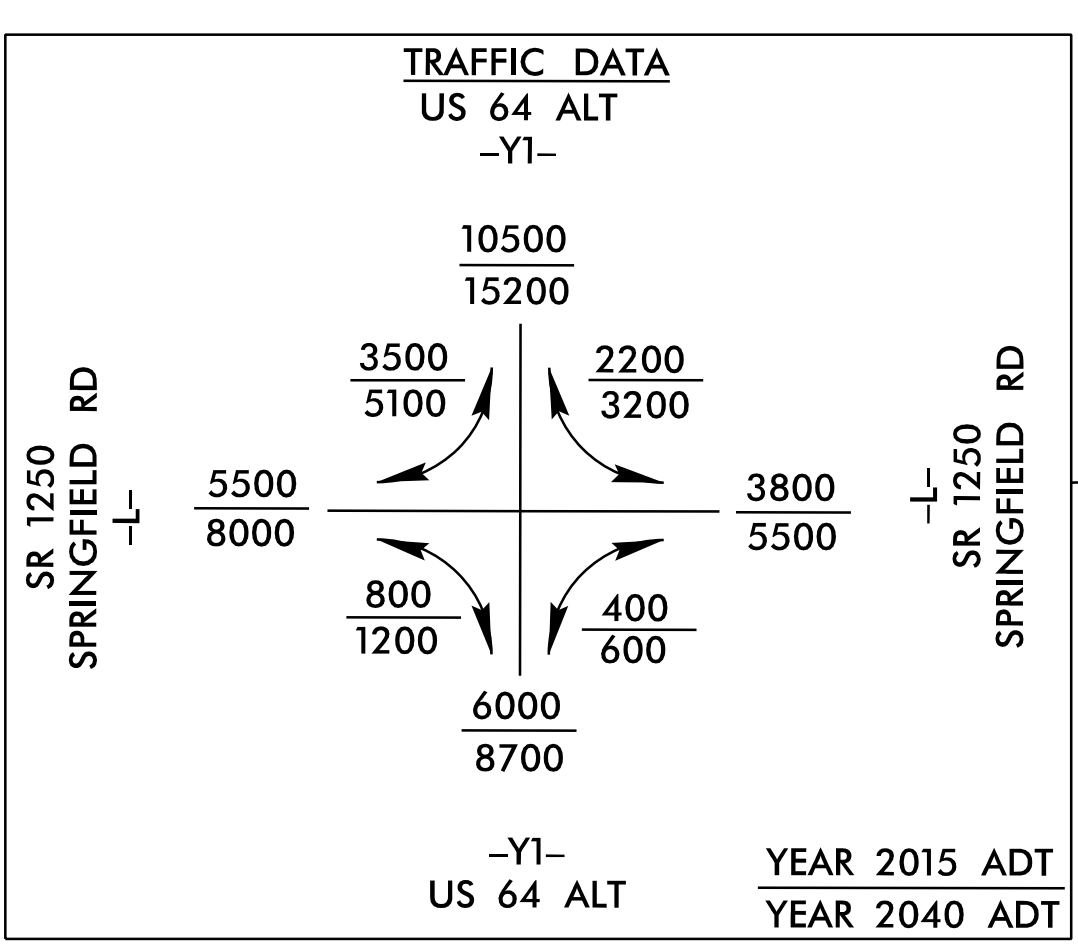 TRAFFIC DATA
US 64 ALT
–Y1–
10500
15200
3500
5100
2200
3200
SR 1250
SPRINGFIELD RD
–L–
5500
8000
3800
5500
–L–
SR 1250
SPRINGFIELD RD
800
1200
400
600
6000
8700
–Y1–
US 64 ALT
YEAR 2015 ADT
YEAR 2040 ADT